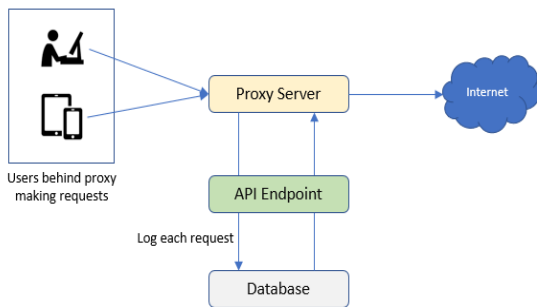 Proxy Server
Internet
Users behind proxy
making requests
API Endpoint
Log each request
Database